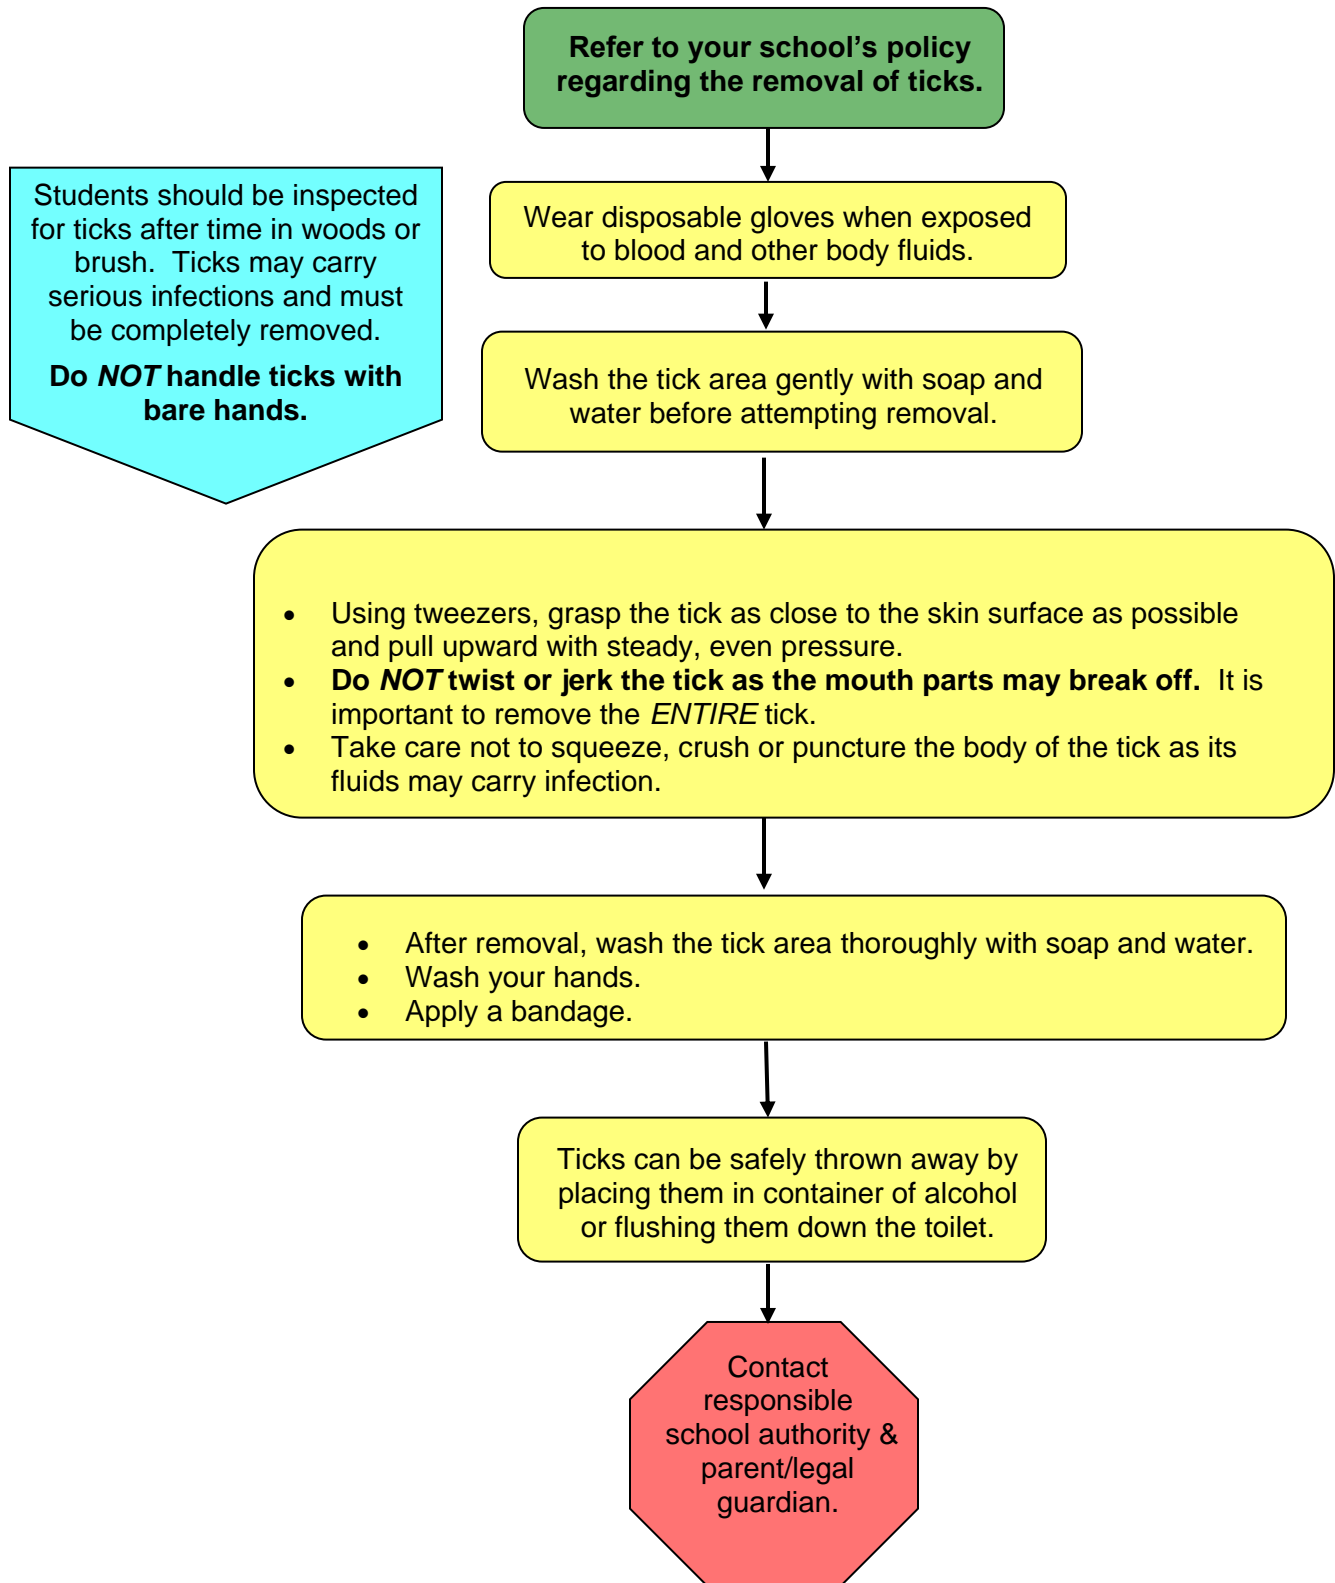 Refer to your school’s policy
regarding the removal of ticks.
Students should be inspected
for ticks after time in woods or
brush.  Ticks may carry
serious infections and must
be completely removed.
Do NOT handle ticks with
bare hands.
Wear disposable gloves when exposed
to blood and other body fluids.
Wash the tick area gently with soap and
water before attempting removal.
• Using tweezers, grasp the tick as close to the skin surface as possible
and pull upward with steady, even pressure.
• Do NOT twist or jerk the tick as the mouth parts may break off.  It is
important to remove the ENTIRE tick.
• Take care not to squeeze, crush or puncture the body of the tick as its
fluids may carry infection.
• After removal, wash the tick area thoroughly with soap and water.
• Wash your hands.
• Apply a bandage.
Ticks can be safely thrown away by
placing them in container of alcohol
or flushing them down the toilet.
Contact
responsible
school authority &
parent/legal
guardian.